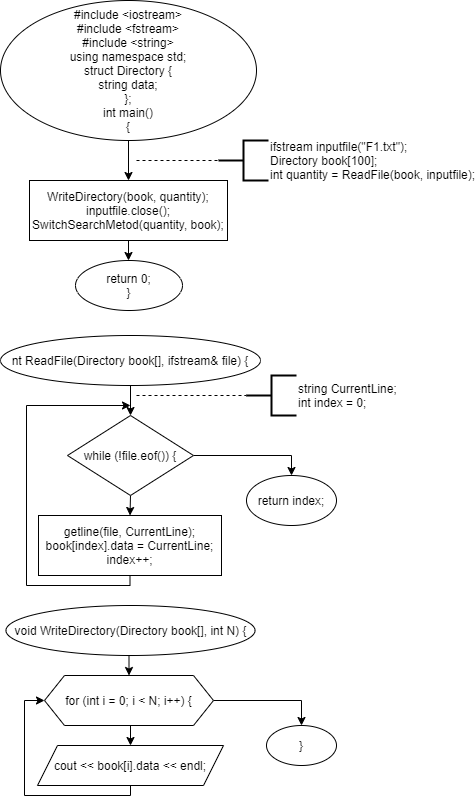 #include <iostream>
#include <fstream>
#include <string>
using namespace std;
struct Directory {
string data;
};
int main()
{
ifstream inputfile("F1.txt");
Directory book[100];
int quantity = ReadFile(book, inputfile);
WriteDirectory(book, quantity);
inputfile.close();
SwitchSearchMetod(quantity, book);
return 0;
}
nt ReadFile(Directory book[], ifstream& file) {
string CurrentLine;
int index = 0;
while (!file.eof()) {
return index;
getline(file, CurrentLine);
book[index].data = CurrentLine;
index++;
void WriteDirectory(Directory book[], int N) {
for (int i = 0; i < N; i++) {
}
cout << book[i].data << endl;